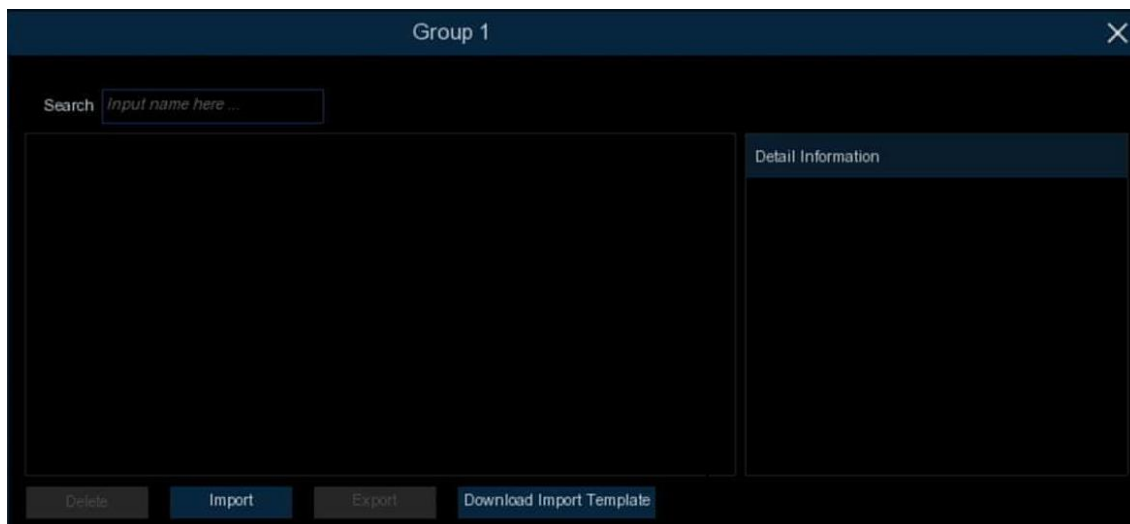 Group 1
Search Input name here ...
Detail Information
Delete Import Export Download Import Template